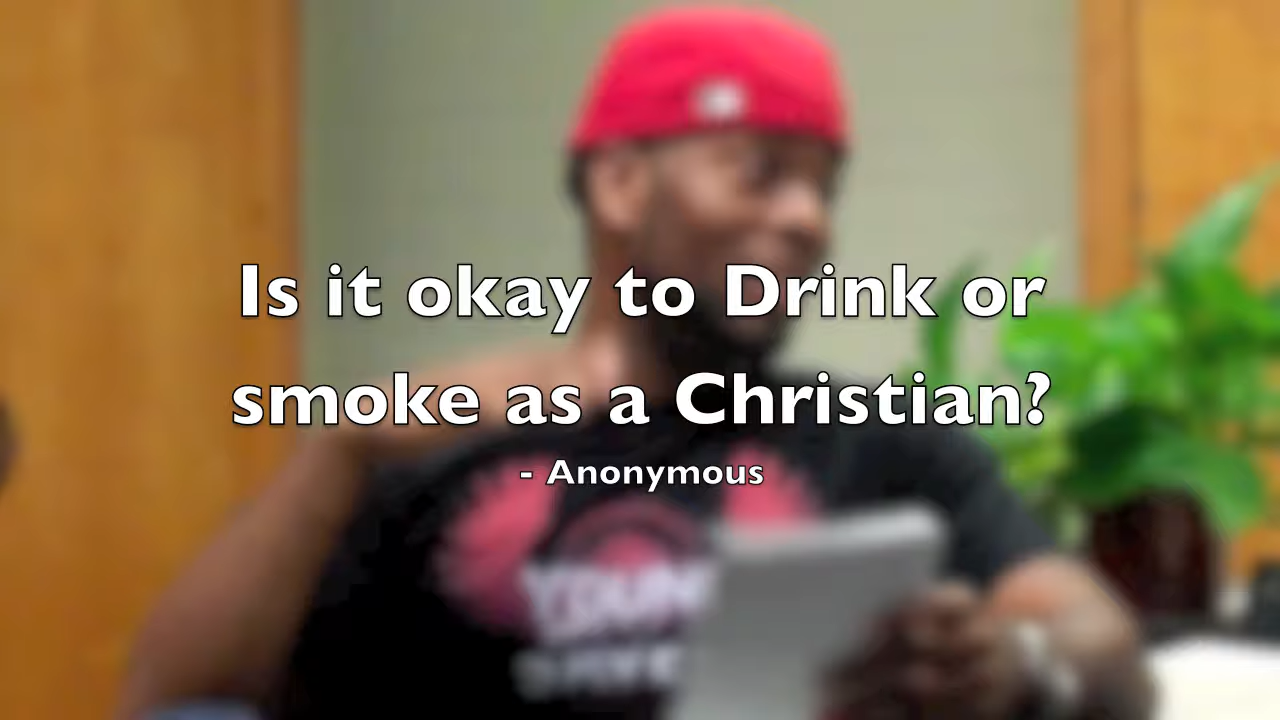 Is it okay to Drink or
smoke as a Christian?
- Anonymous